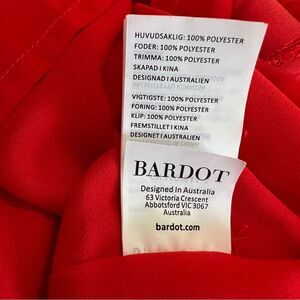 HUVUDSAKLIG: 100% POLYESTER
FODER: 100% POLYESTER
TRIMMA: 100% POLYESTER
SKAPAD I KINA
DESIGNAD I AUSTRALIEN
VIGTIGSTE: 100% POLYESTER
FORING: 100% POLYESTER
KLIP: 100% POLYESTER
FREMSTILLET I KINA
DESIGNET I AUSTRALIEN
BARDOT
Designed In Australia
63 Victoria Crescent
Abbotsford VIC 3067
Australia
bardot.com